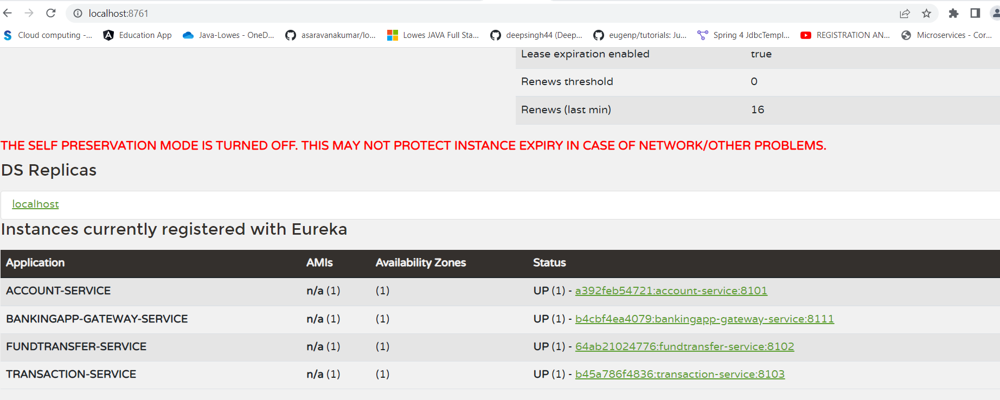 localhost:8761
Cloud computing -... Education App Java-Lowes - OneD... asaravanakumar/lo... Lowes JAVA Full Sta... deepsingh44 (Deep... eugenp/tutorials: Ju... Spring 4 JdbcTempl... REGISTRATION AN... Microservices - Cor...
Lease expiration enabled true
Renews threshold 0
Renews (last min) 16
THE SELF PRESERVATION MODE IS TURNED OFF. THIS MAY NOT PROTECT INSTANCE EXPIRY IN CASE OF NETWORK/OTHER PROBLEMS.
DS Replicas
localhost
Instances currently registered with Eureka
Application AMIs Availability Zones Status
ACCOUNT-SERVICE n/a (1) (1) UP (1) - a392feb54721:account-service:8101
BANKINGAPP-GATEWAY-SERVICE n/a (1) (1) UP (1) - b4cbf4ea4079:bankingapp-gateway-service:8111
FUNDTRANSFER-SERVICE n/a (1) (1) UP (1) - 64ab21024776:fundtransfer-service:8102
TRANSACTION-SERVICE n/a (1) (1) UP (1) - b45a786f4836:transaction-service:8103